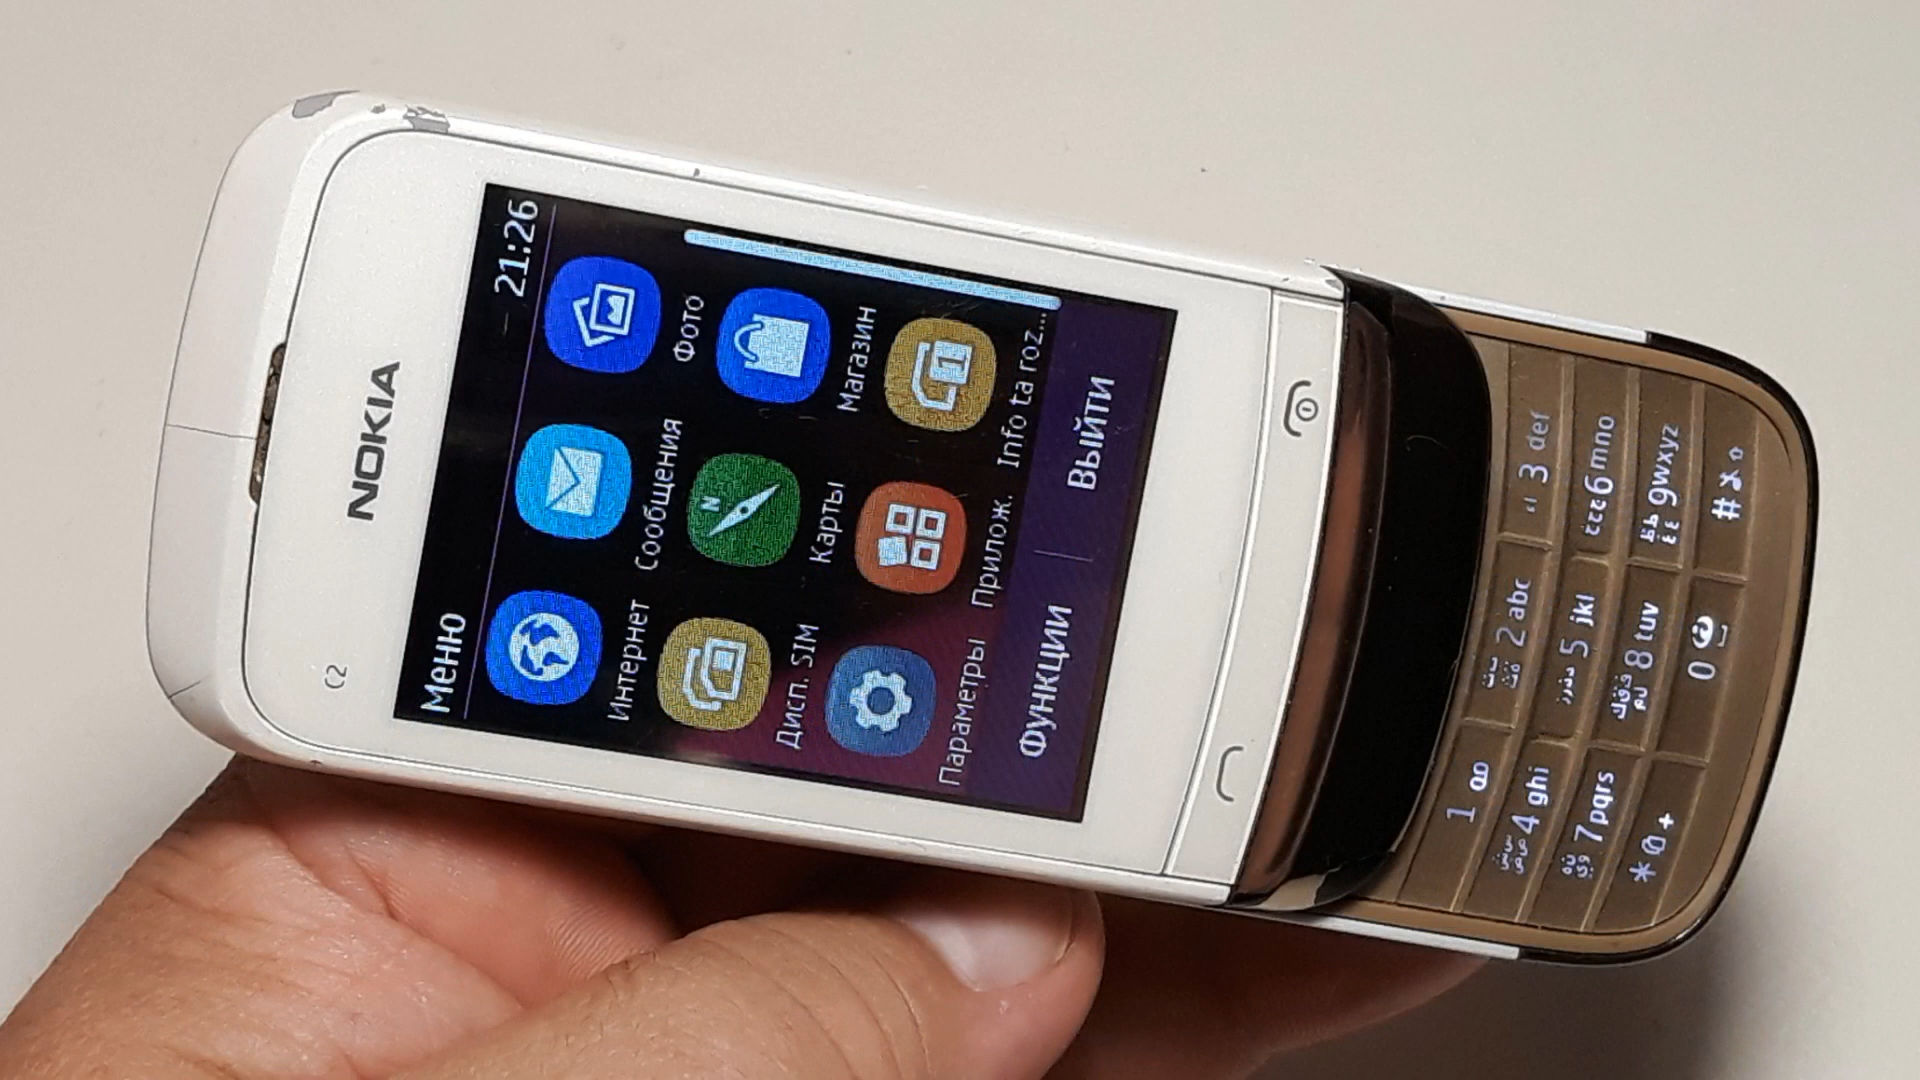 NOKIA
C2
Меню 21:26
Интернет Сообщения Фото
N
Дисп. SIM Карты Магазин
1
Параметры Прилож. Info ta roz...
Функции Выйти
1 2 abc 3 def
4 ghi 5 jkl 6 mno
7 pqrs 8 tuv 9 wxyz
* + 0 #